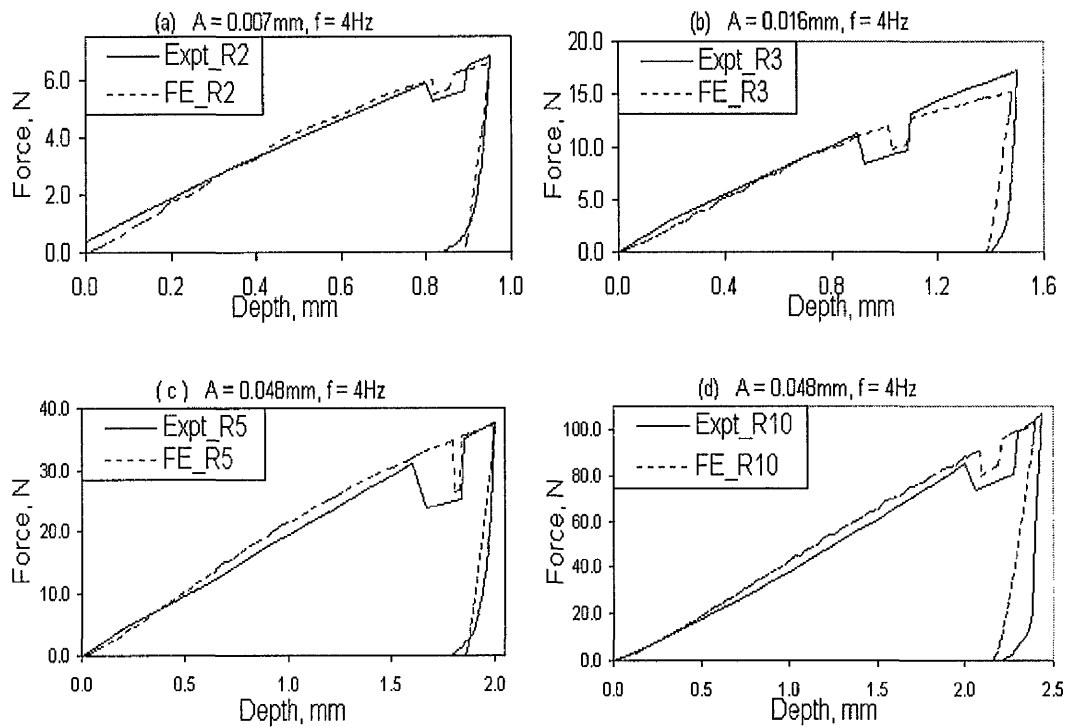 (a) A = 0.007mm, f = 4Hz
Expt_R2
FE_R2
Force, N
6.0
4.0
2.0
0.0
0.0 0.2 0.4 0.6 0.8 1.0
Depth, mm
(b) A = 0.016mm, f = 4Hz
Expt_R3
FE_R3
Force, N
20.0
15.0
10.0
5.0
0.0
0.0 0.4 0.8 1.2 1.6
Depth, mm
( c ) A = 0.048mm, f = 4Hz
Expt_R5
FE_R5
Force, N
40.0
30.0
20.0
10.0
0.0
0.0 0.5 1.0 1.5 2.0
Depth, mm
(d) A = 0.048mm, f = 4Hz
Expt_R10
FE_R10
Force, N
100.0
80.0
60.0
40.0
20.0
0.0
0.0 0.5 1.0 1.5 2.0 2.5
Depth, mm